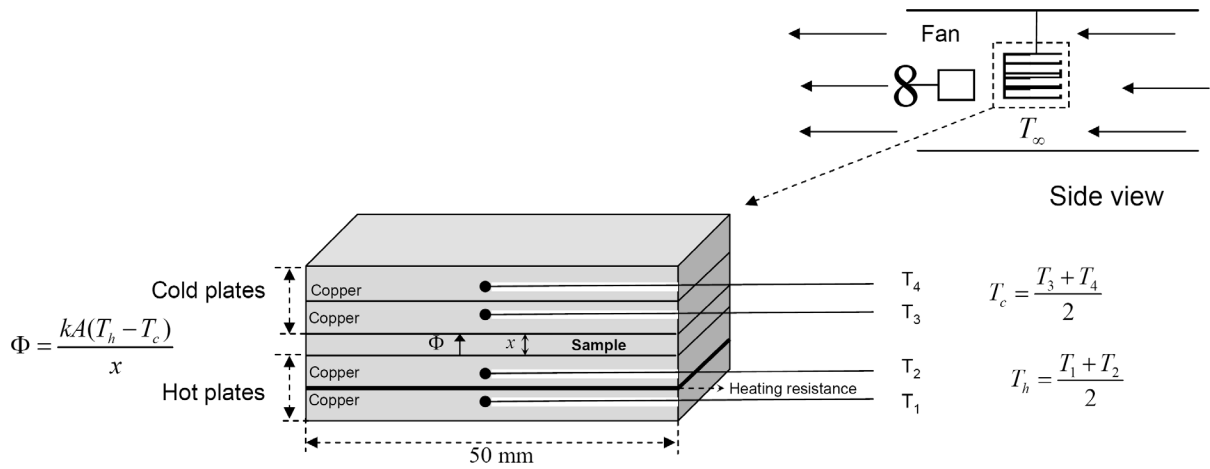 Fan
T∞
Side view
Cold plates
Copper
T4
Copper
T3
Tc = (T3 + T4) / 2
Φ = kA(Th − Tc) / x
Φ
x
Sample
Hot plates
Copper
T2
Heating resistance
Copper
T1
Th = (T1 + T2) / 2
50 mm